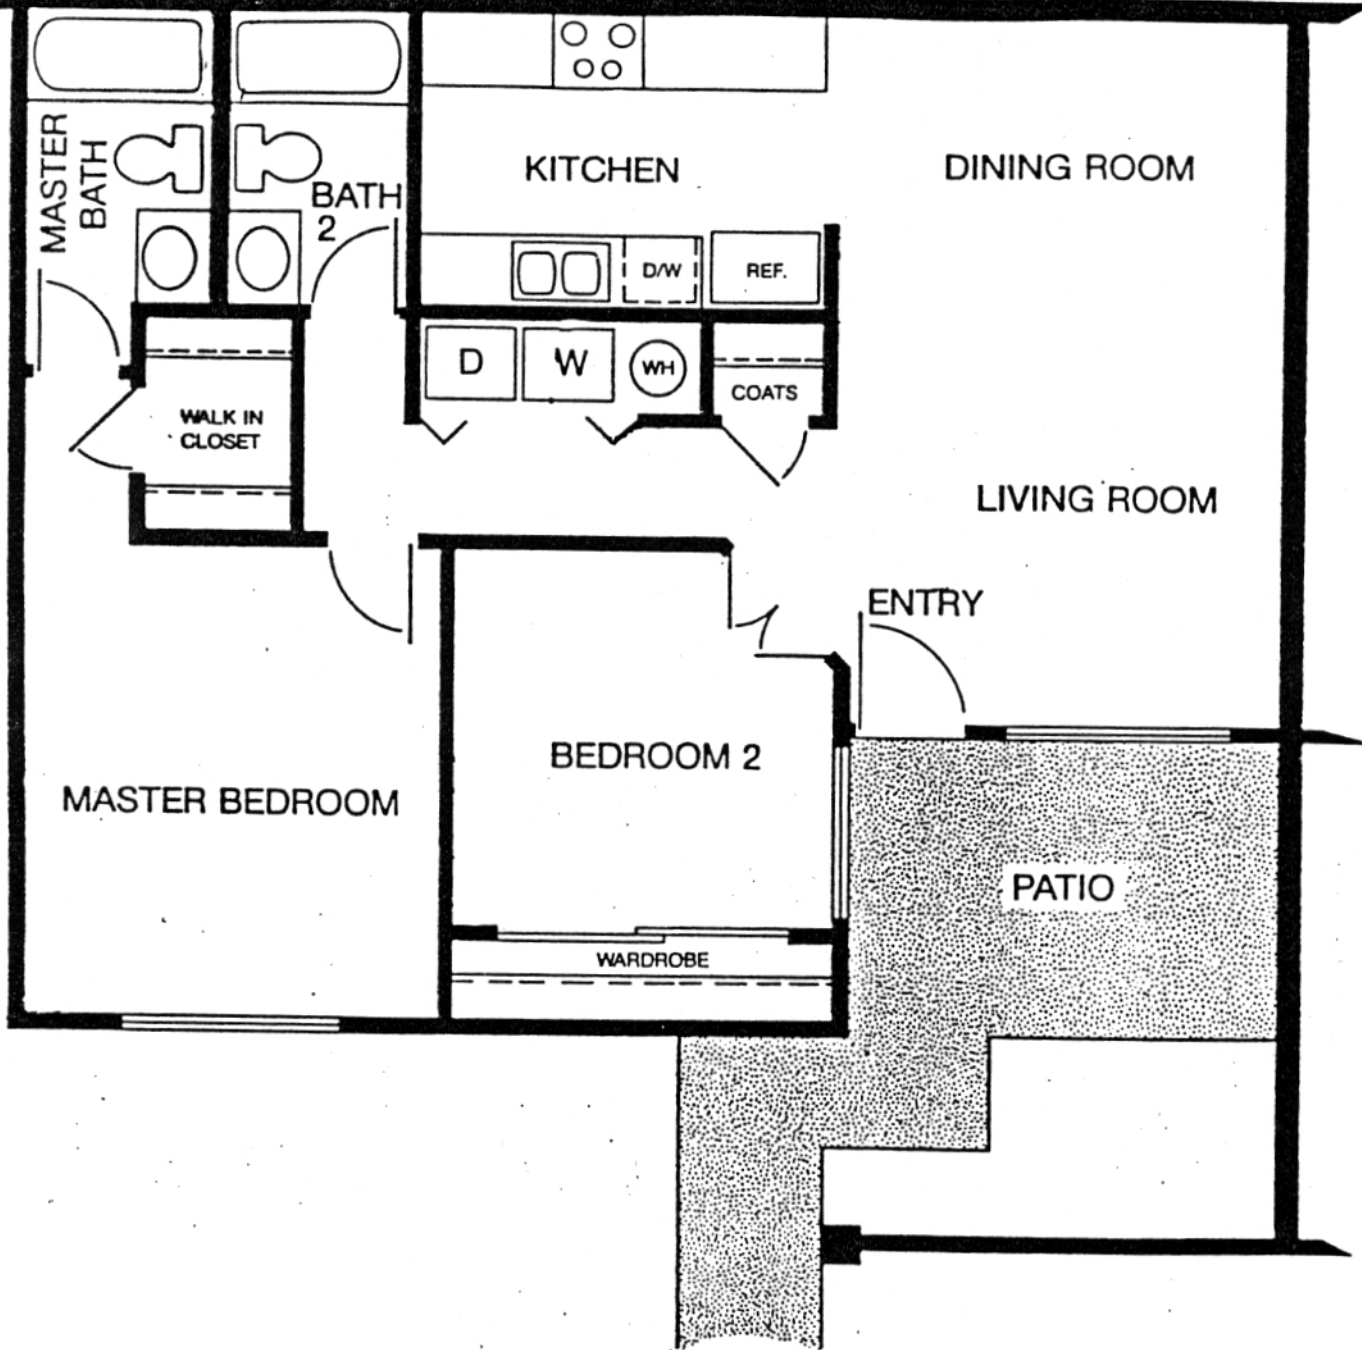 MASTER
BATH
BATH
2
KITCHEN
DINING ROOM
D/W
REF.
D
W
WH
COATS
WALK IN
CLOSET
LIVING ROOM
ENTRY
BEDROOM 2
MASTER BEDROOM
PATIO
WARDROBE